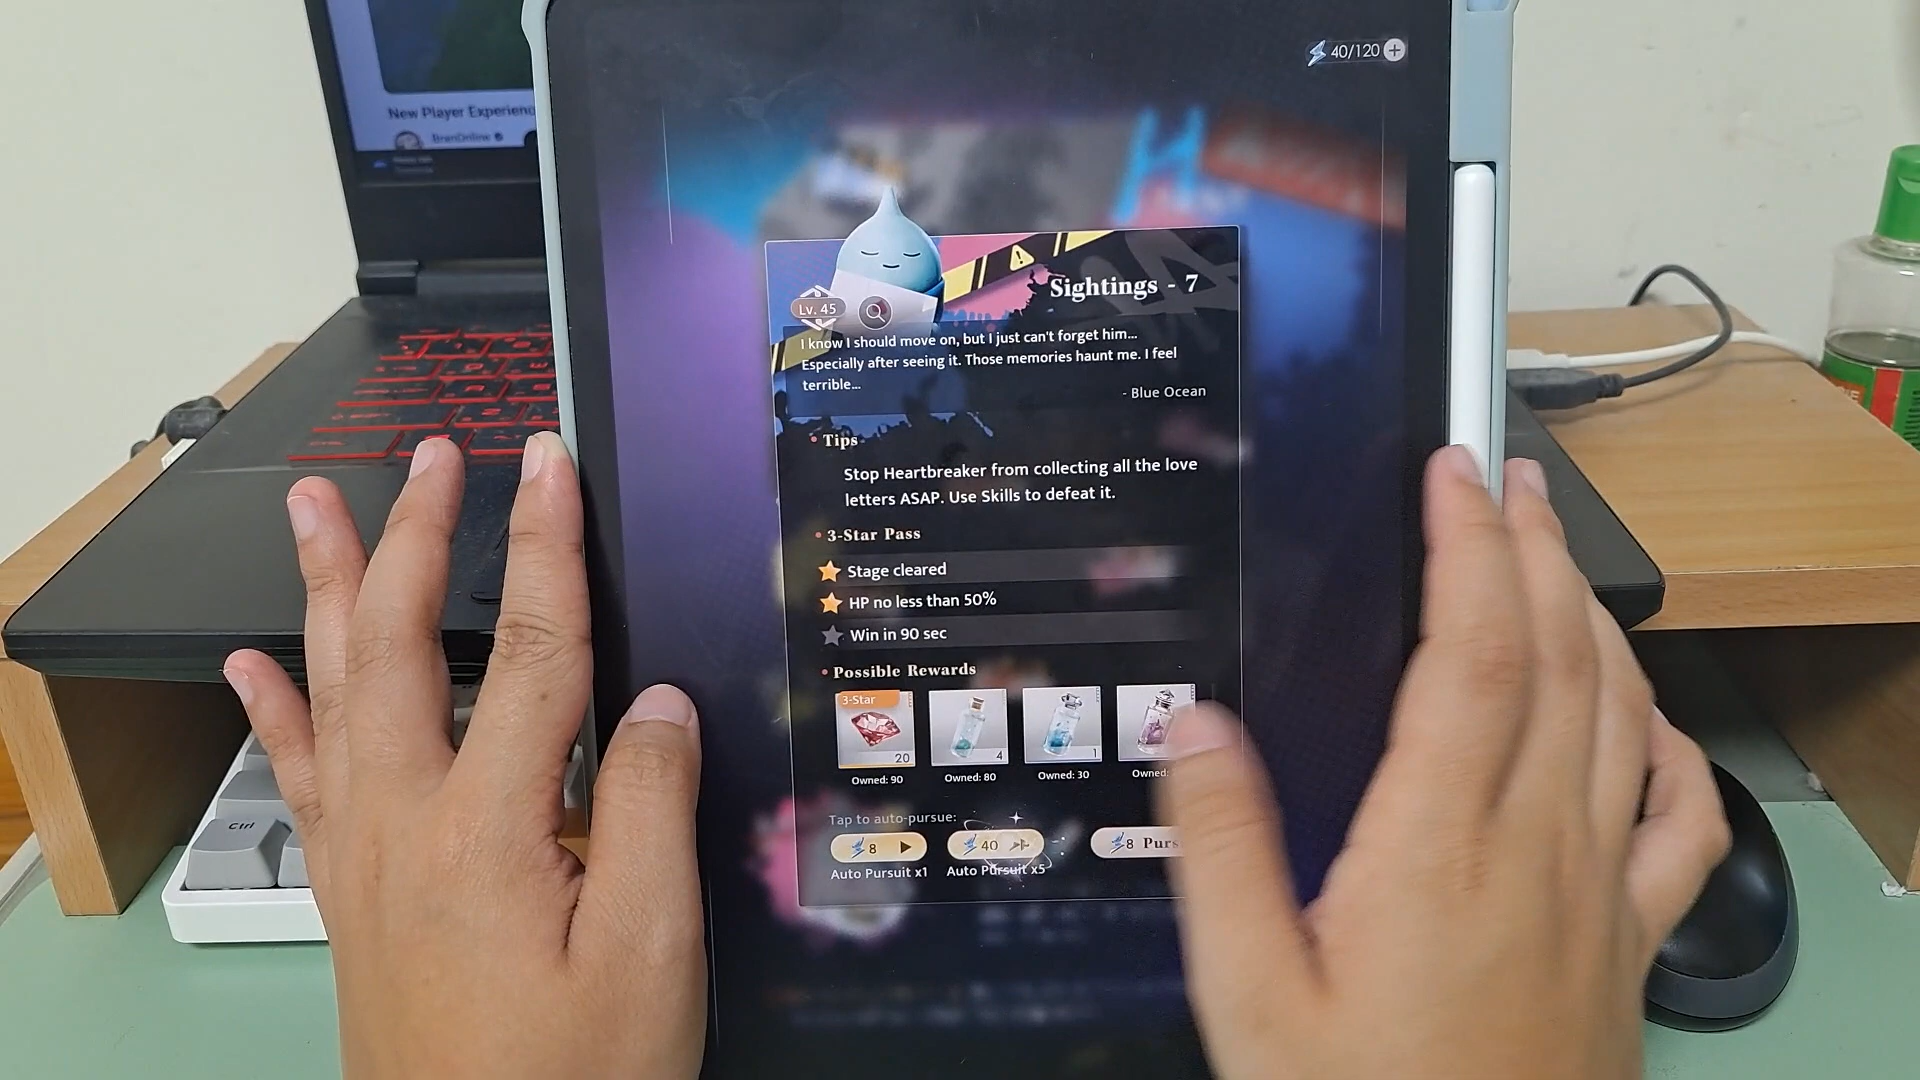 New Player Experienc
BrenOnline
40/120
Sightings - 7
Lv. 45
I know I should move on, but I just can't forget him...
Especially after seeing it. Those memories haunt me. I feel
terrible...
- Blue Ocean
Tips
Stop Heartbreaker from collecting all the love
letters ASAP. Use Skills to defeat it.
3-Star Pass
Stage cleared
HP no less than 50%
Win in 90 sec
Possible Rewards
3-Star
20
4
1
Owned: 90
Owned: 80
Owned: 30
Owned:
Tap to auto-pursue:
8
40
8 Purs
Auto Pursuit x1
Auto Pursuit x5
Ctrl